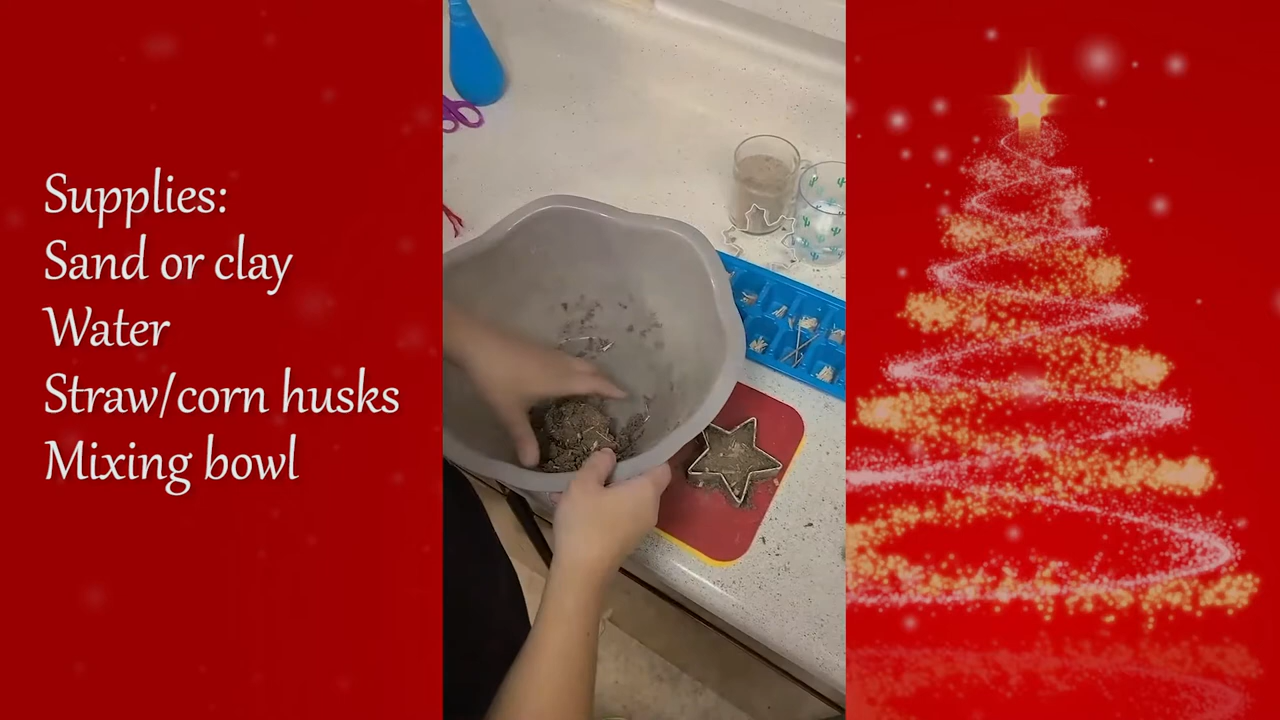 Supplies:
Sand or clay
Water
Straw/corn husks
Mixing bowl